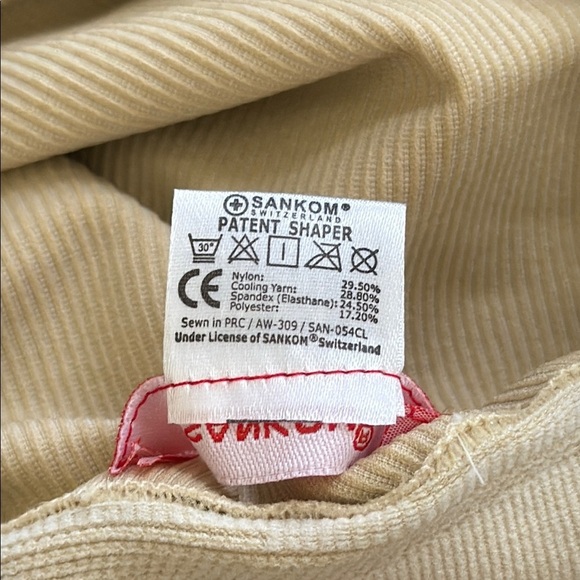 SANKOM®
SWITZERLAND
PATENT SHAPER
30°
CE
Nylon: 29.50%
Cooling Yarn: 28.80%
Spandex (Elasthane): 24.50%
Polyester: 17.20%
Sewn in PRC / AW-309 / SAN-054CL
Under License of SANKOM®Switzerland
SANKOM®